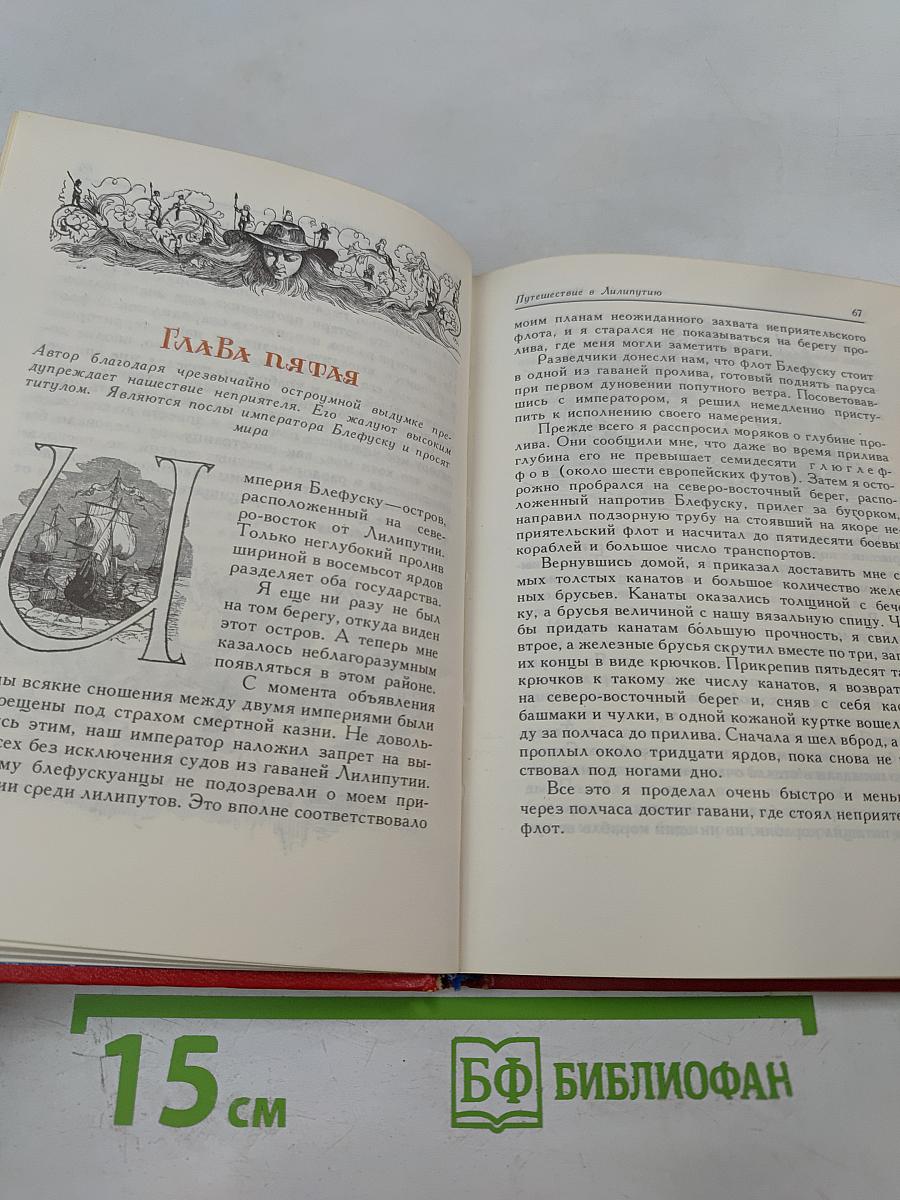 ГЛАВА ПЯТАЯ
Автор благодаря чрезвычайно остроумной выдумке пре-
дупреждает нашествие неприятеля. Его жалуют высоким
титулом. Являются послы императора Блефуску и просят
мира
И
мперия Блефуску—остров,
расположенный на севе-
ро-восток от Лилипутии.
Только неглубокий пролив
шириной в восемьсот ярдов
разделяет оба государства.
Я еще ни разу не был
на том берегу, откуда виден
этот остров. А теперь мне
казалось неблагоразумным
появляться в этом районе.
С момента объявления
ны всякие сношения между двумя империями были
рещены под страхом смертной казни. Не доволь-
сь этим, наш император наложил запрет на вы-
сех без исключения судов из гаваней Лилипутии.
му блефускуанцы не подозревали о моем при-
ии среди лилипутов. Это вполне соответствовало
Путешествие в Лилипутию
67
моим планам неожиданного захвата неприятельского
флота, и я старался не показываться на берегу про-
лива, где меня могли заметить враги.
Разведчики донесли нам, что флот Блефуску стоит
в одной из гаваней пролива, готовый поднять паруса
при первом дуновении попутного ветра. Посоветовав-
шись с императором, я решил немедленно присту-
пить к исполнению своего намерения.
Прежде всего я расспросил моряков о глубине про-
лива. Они сообщили мне, что даже во время прилива
глубина его не превышает семидесяти глюглеф-
фов (около шести европейских футов). Затем я осто-
рожно пробрался на северо-восточный берег, распо-
ложенный напротив Блефуску, прилег за бугорком,
направил подзорную трубу на стоявший на якоре не-
приятельский флот и насчитал до пятидесяти боевы
кораблей и большое число транспортов.
Вернувшись домой, я приказал доставить мне с
мых толстых канатов и большое количество желе
ных брусьев. Канаты оказались толщиной с бече
ку, а брусья величиной с нашу вязальную спицу. Ч
бы придать канатам бо́льшую прочность, я свил
втрое, а железные брусья скрутил вместе по три, заг
их концы в виде крючков. Прикрепив пятьдесят та
крючков к такому же числу канатов, я возврат
на северо-восточный берег и, сняв с себя каф
башмаки и чулки, в одной кожаной куртке вошел
ду за полчаса до прилива. Сначала я шел вброд, а
проплыл около тридцати ярдов, пока снова не
ствовал под ногами дно.
Все это я проделал очень быстро и мень
через полчаса достиг гавани, где стоял неприяте
флот.
15 см
БФ БИБЛИОФАН